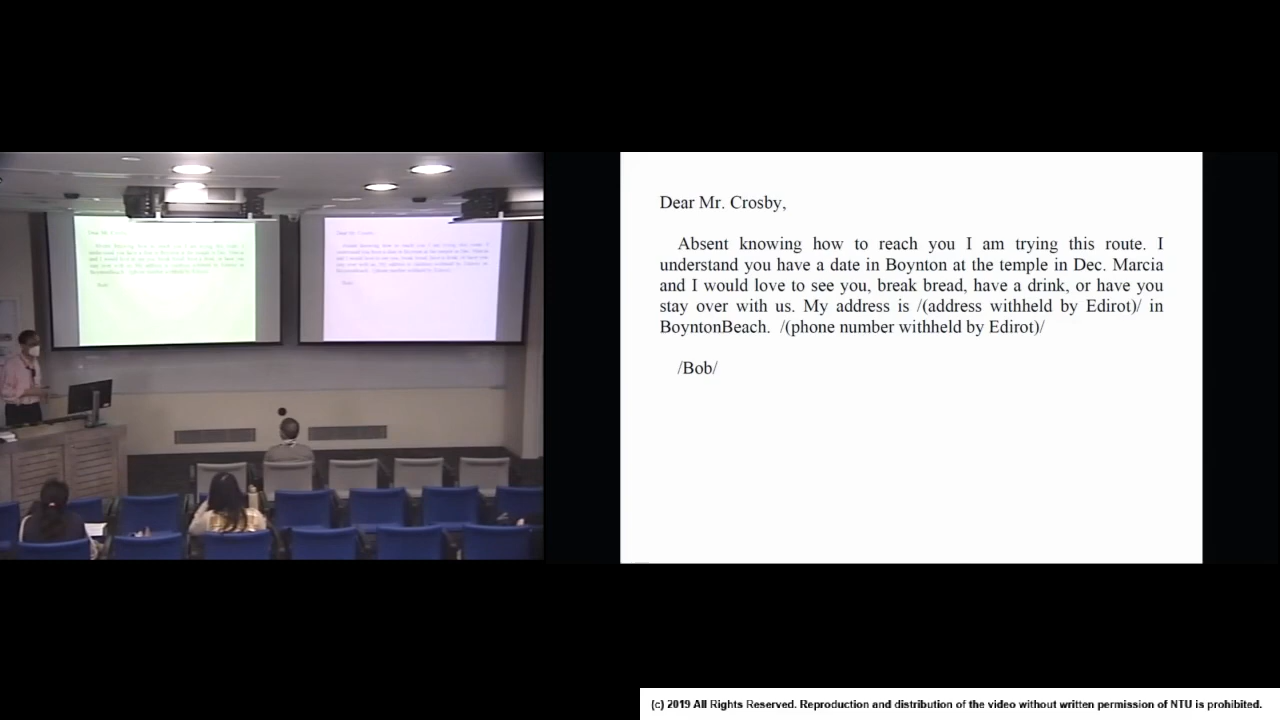 Dear Mr. Crosby,
Absent knowing how to reach you I am trying this route. I
understand you have a date in Boynton at the temple in Dec. Marcia
and I would love to see you, break bread, have a drink, or have you
stay over with us. My address is /(address withheld by Edirot)/ in
BoyntonBeach. /(phone number withheld by Edirot)/
/Bob/
(c) 2019 All Rights Reserved. Reproduction and distribution of the video without written permission of NTU is prohibited.